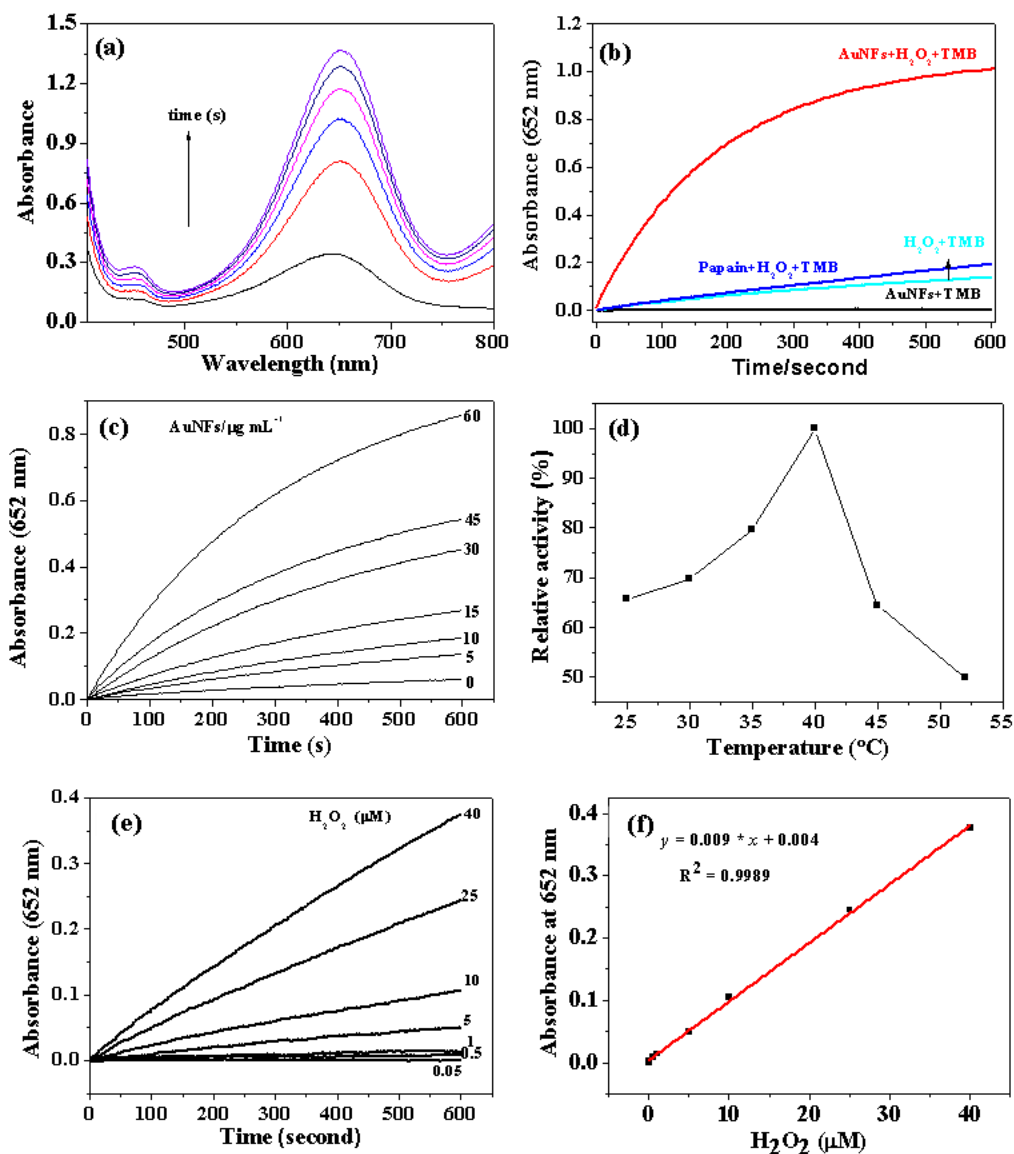 (a)
time (s)
Absorbance
1.5
1.2
0.9
0.6
0.3
0.0
500 600 700 800
Wavelength (nm)
(b)
AuNFs+H₂O₂+TMB
H₂O₂+TMB
Papain+H₂O₂+TMB
AuNFs+TMB
Absorbance (652 nm)
1.2
1.0
0.8
0.6
0.4
0.2
0.0
0 100 200 300 400 500 600
Time/second
(c)
AuNFs/μg mL⁻¹
60
45
30
15
10
5
0
Absorbance (652 nm)
0.8
0.6
0.4
0.2
0.0
0 100 200 300 400 500 600
Time (s)
(d)
Relative activity (%)
100
90
80
70
60
50
25 30 35 40 45 50 55
Temperature (°C)
(e)
H₂O₂ (μM)
40
25
10
5
1
0.5
0.05
Absorbance (652 nm)
0.4
0.3
0.2
0.1
0.0
0 100 200 300 400 500 600
Time (second)
(f)
y = 0.009 * x + 0.004
R² = 0.9989
Absorbance at 652 nm
0.4
0.3
0.2
0.1
0.0
0 10 20 30 40
H₂O₂ (μM)